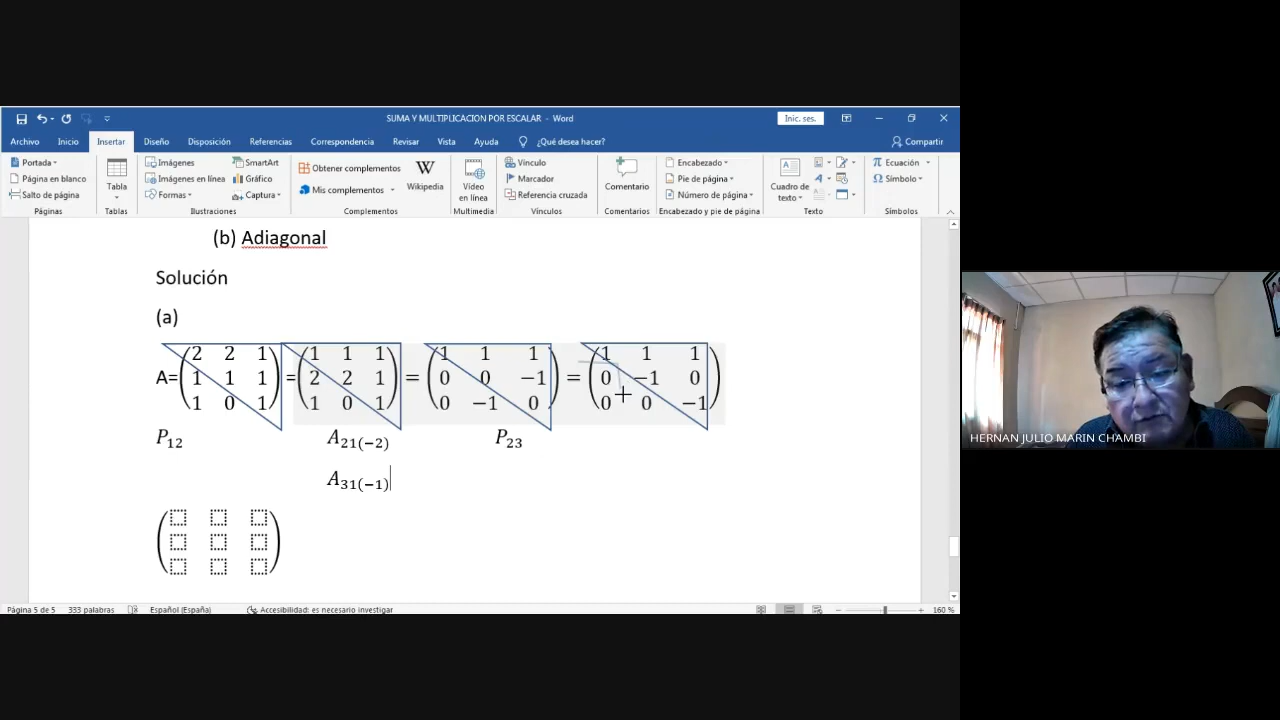 SUMA Y MULTIPLICACION POR ESCALAR - Word
Inic. ses.
Archivo Inicio Insertar Diseño Disposición Referencias Correspondencia Revisar Vista Ayuda ¿Qué desea hacer? Compartir
Portada
Página en blanco
Salto de página
Páginas
Tabla
Tablas
Imágenes
Imágenes en línea
Formas
SmartArt
Gráfico
Captura
Ilustraciones
Obtener complementos
Mis complementos
W
Wikipedia
Complementos
Vídeo en línea
Multimedia
Vínculo
Marcador
Referencia cruzada
Vínculos
Comentario
Comentarios
Encabezado
Pie de página
Número de página
Encabezado y pie de página
Cuadro de texto
Texto
π Ecuación
Ω Símbolo
Símbolos
(b) Adiagonal
Solución
(a)
(2 2 1) (1 1 1) (1 1 1) (1 1 1)
A=(1 1 1) =(2 2 1) = (0 0 −1) = (0 −1 0)
(1 0 1) (1 0 1) (0 −1 0) (0 0 −1)
P₁₂ A₂₁₍₋₂₎ P₂₃
A₃₁₍₋₁₎
HERNAN JULIO MARIN CHAMBI
Página 5 de 5 333 palabras Español (España) Accesibilidad: es necesario investigar 160 %